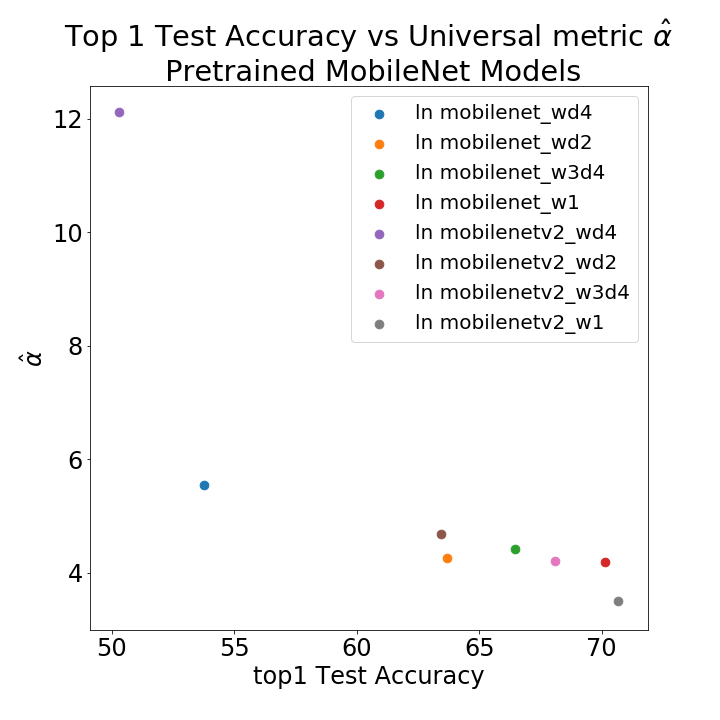 Top 1 Test Accuracy vs Universal metric α̂
Pretrained MobileNet Models
12
10
8
6
4
α̂
ln mobilenet_wd4
ln mobilenet_wd2
ln mobilenet_w3d4
ln mobilenet_w1
ln mobilenetv2_wd4
ln mobilenetv2_wd2
ln mobilenetv2_w3d4
ln mobilenetv2_w1
50 55 60 65 70
top1 Test Accuracy